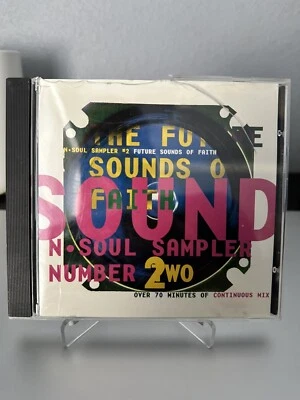 THE FUTURE
N•SOUL SAMPLER #2 FUTURE SOUNDS OF FAITH
SOUNDS O
SOUND
FAITH
N•SOUL SAMPLER
NUMBER 2WO
OVER 70 MINUTES OF CONTINUOUS MIX